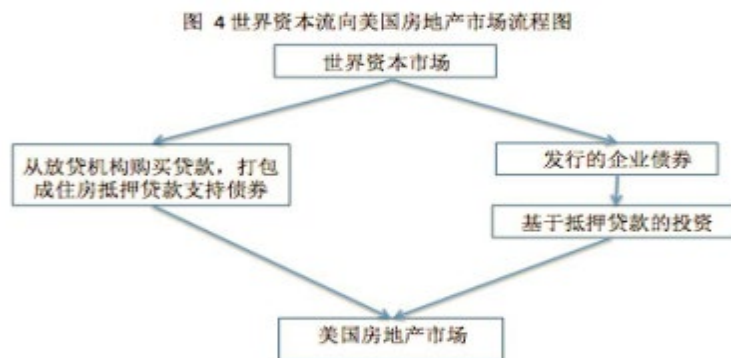 图 4 世界资本流向美国房地产市场流程图
世界资本市场
从放贷机构购买贷款，打包
成住房抵押贷款支持债券
发行的企业债券
基于抵押贷款的投资
美国房地产市场